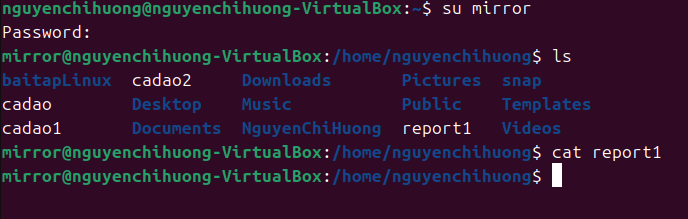 nguyenchihuong@nguyenchihuong-VirtualBox:~$ su mirror
Password:
mirror@nguyenchihuong-VirtualBox:/home/nguyenchihuong$ ls
baitapLinux cadao2 Downloads Pictures snap
cadao Desktop Music Public Templates
cadao1 Documents NguyenChiHuong report1 Videos
mirror@nguyenchihuong-VirtualBox:/home/nguyenchihuong$ cat report1
mirror@nguyenchihuong-VirtualBox:/home/nguyenchihuong$